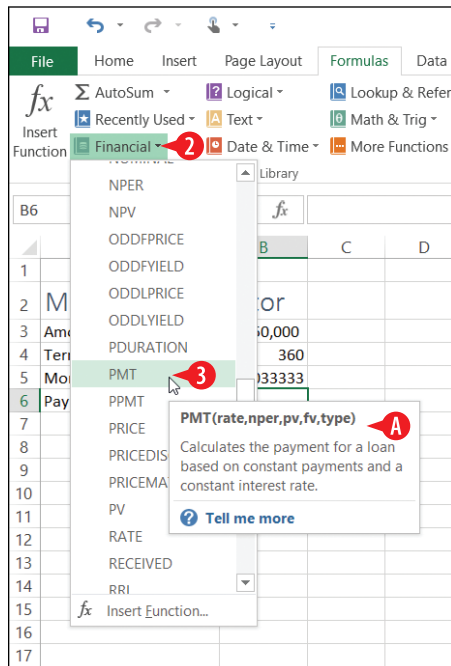 File Home Insert Page Layout Formulas Data
fx Σ AutoSum ? Logical Lookup & Refer
Insert Function Recently Used A Text θ Math & Trig
Financial 2 Date & Time More Functions
Library
B6 fx
B C D
NPER
NPV
ODDFPRICE
ODDFYIELD
ODDLPRICE
ODDLYIELD
PDURATION
PMT 3
PPMT
PRICE
PRICEDIS
PRICEMA
PV
RATE
RECEIVED
RRI
fx Insert Function...
1
2 M or
3 Amo 0,000
4 Terr 360
5 Mor 033333
6 Pay
7
8
9
10
11
12
13
14
15
16
17
PMT(rate,nper,pv,fv,type) A
Calculates the payment for a loan
based on constant payments and a
constant interest rate.
? Tell me more